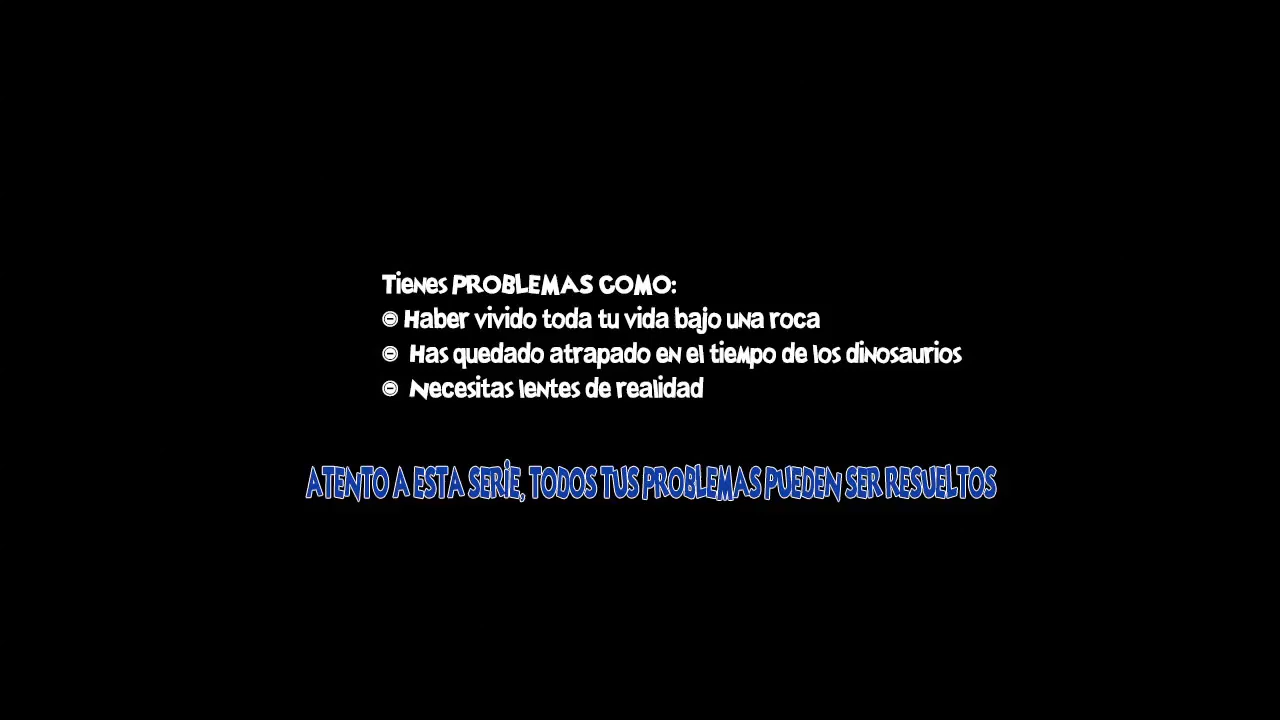 Tienes PROBLEMAS COMO:
⊖ Haber vivido toda tu vida bajo una roca
⊖ Has quedado atrapado en el tiempo de los dinosaurios
⊖ Necesitas lentes de realidad
ATENTO A ESTA SERiE, TODOS TUS PROBLEMAS PUEDEN SER RESUELTOS